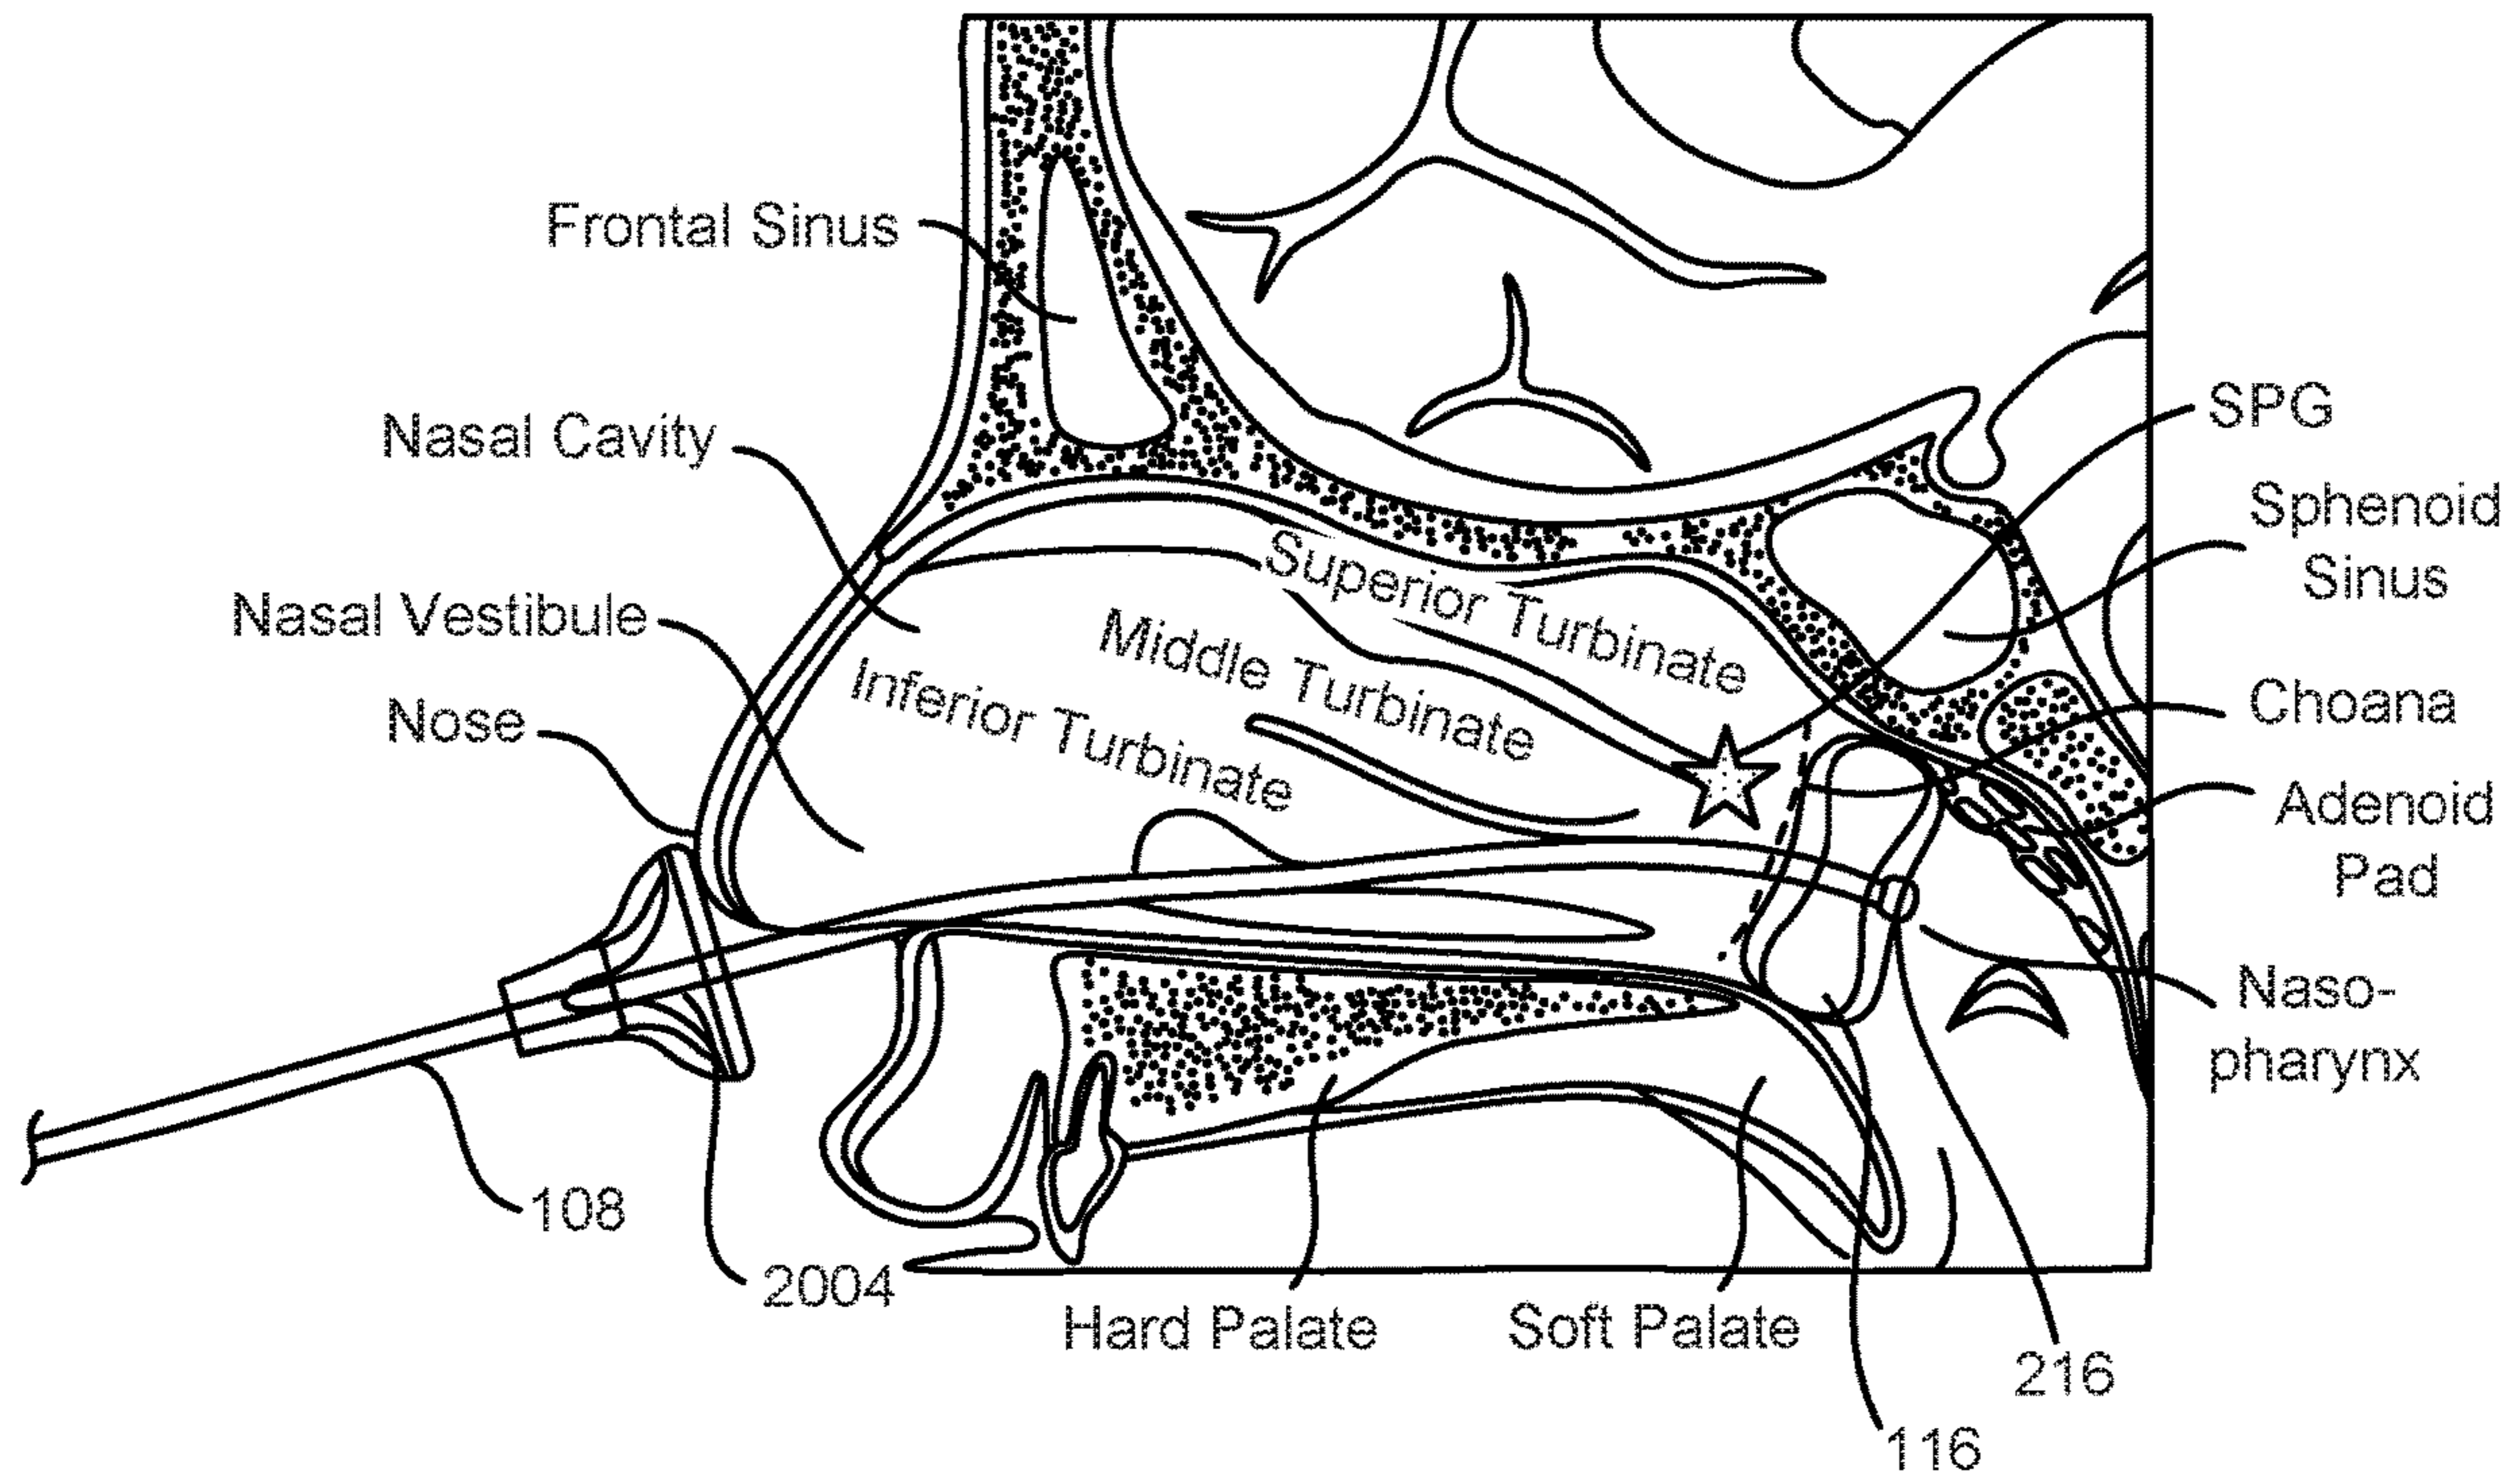 Frontal Sinus
SPG
Nasal Cavity
Sphenoid
Sinus
Superior Turbinate
Nasal Vestibule
Middle Turbinate
Inferior Turbinate
Nose
Choana
Adenoid
Pad
Naso-
pharynx
108
2004
Hard Palate
Soft Palate
216
116